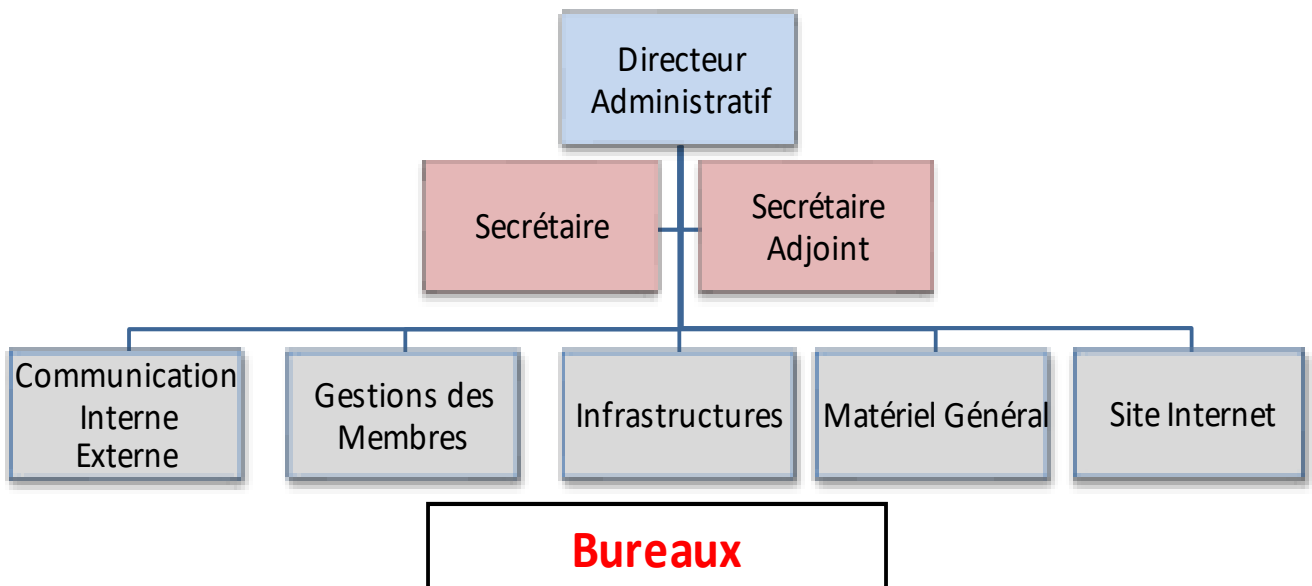 Directeur
Administratif
Secrétaire
Secrétaire
Adjoint
Communication
Interne
Externe
Gestions des
Membres
Infrastructures
Matériel Général
Site Internet
Bureaux